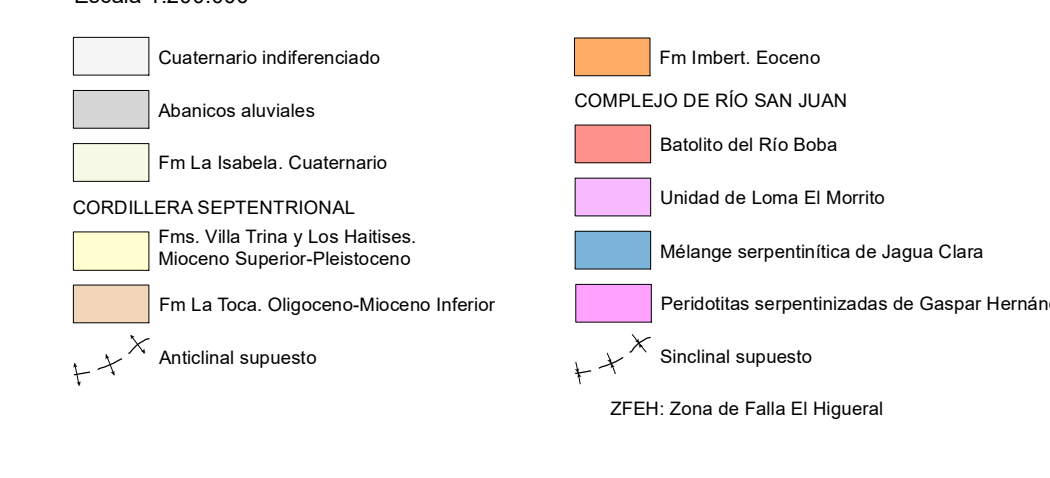 Cuaternario indiferenciado
Abanicos aluviales
Fm La Isabela. Cuaternario
CORDILLERA SEPTENTRIONAL
Fms. Villa Trina y Los Haitises.
Mioceno Superior-Pleistoceno
Fm La Toca. Oligoceno-Mioceno Inferior
Anticlinal supuesto
Fm Imbert. Eoceno
COMPLEJO DE RÍO SAN JUAN
Batolito del Río Boba
Unidad de Loma El Morrito
Mélange serpentinítica de Jagua Clara
Peridotitas serpentinizadas de Gaspar
Sinclinal supuesto
ZFEH: Zona de Falla El Higueral